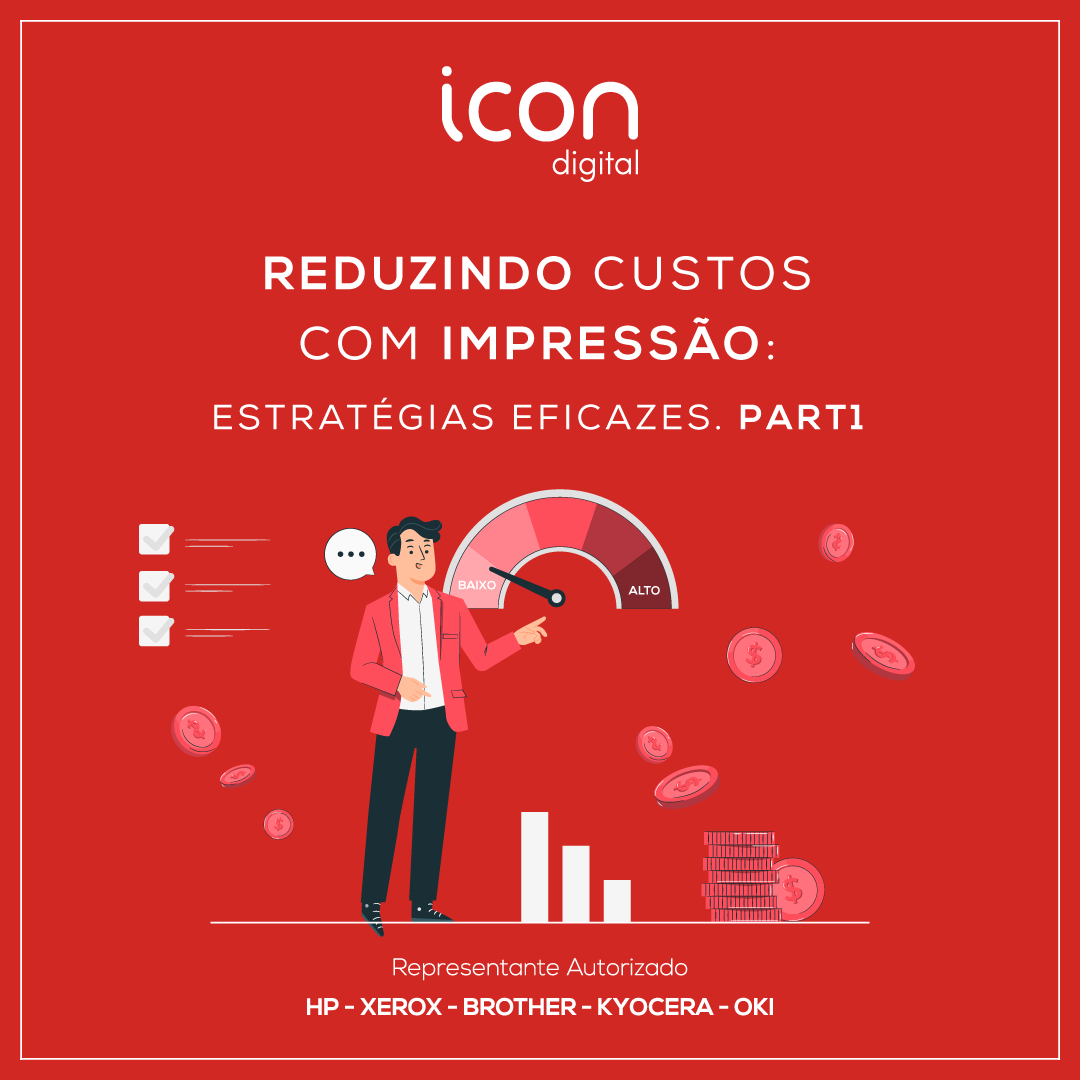 icon
digital
REDUZINDO CUSTOS
COM IMPRESSÃO:
ESTRATÉGIAS EFICAZES. PART1
BAIXO
ALTO
Representante Autorizado
HP - XEROX - BROTHER - KYOCERA - OKI